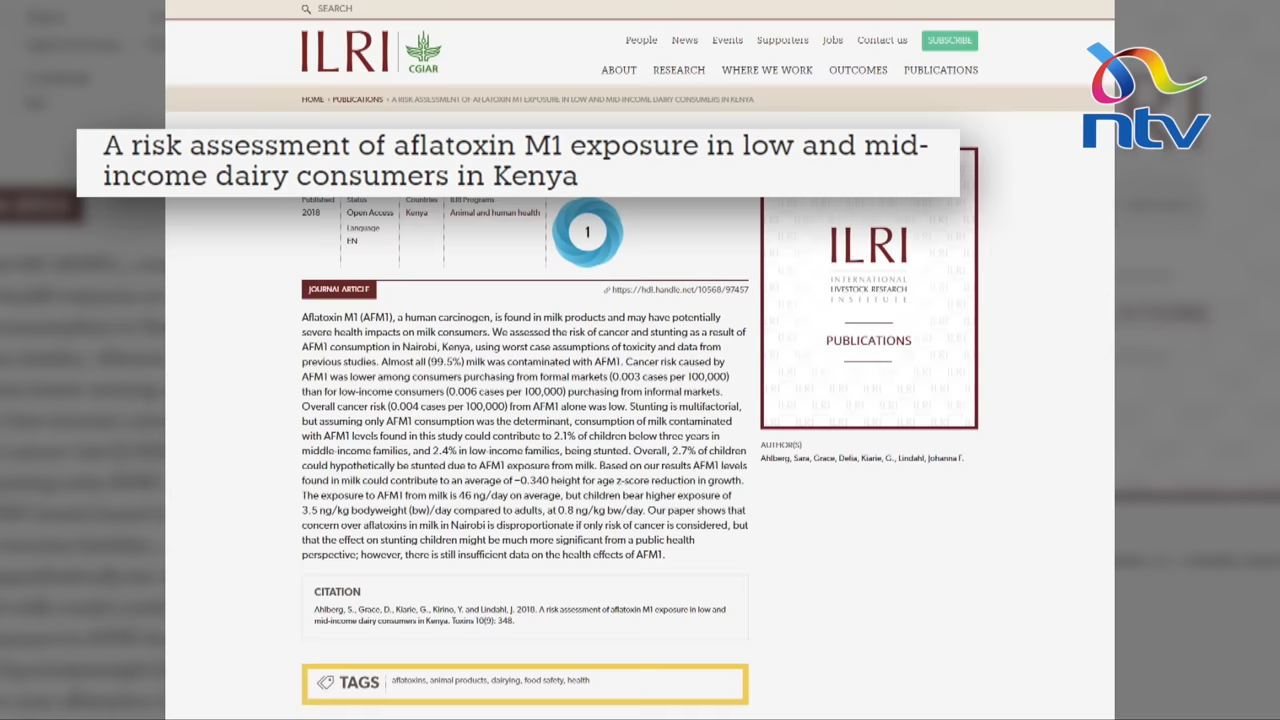 SEARCH
ILRI
CGIAR
People News Events Supporters Jobs Contact us SUBSCRIBE
ABOUT RESEARCH WHERE WE WORK OUTCOMES PUBLICATIONS
ntv
HOME › PUBLICATIONS › A RISK ASSESSMENT OF AFLATOXIN M1 EXPOSURE IN LOW AND MID-INCOME DAIRY CONSUMERS IN KENYA
A risk assessment of aflatoxin M1 exposure in low and mid-
income dairy consumers in Kenya
Published Status Countries ILRI Programs
2018 Open Access Kenya Animal and human health
Language
EN
1
JOURNAL ARTICLE
https://hdl.handle.net/10568/97457
Aflatoxin M1 (AFM1), a human carcinogen, is found in milk products and may have potentially
severe health impacts on milk consumers. We assessed the risk of cancer and stunting as a result of
AFM1 consumption in Nairobi, Kenya, using worst case assumptions of toxicity and data from
previous studies. Almost all (99.5%) milk was contaminated with AFM1. Cancer risk caused by
AFM1 was lower among consumers purchasing from formal markets (0.003 cases per 100,000)
than for low-income consumers (0.006 cases per 100,000) purchasing from informal markets.
Overall cancer risk (0.004 cases per 100,000) from AFM1 alone was low. Stunting is multifactorial,
but assuming only AFM1 consumption was the determinant, consumption of milk contaminated
with AFM1 levels found in this study could contribute to 2.1% of children below three years in
middle-income families, and 2.4% in low-income families, being stunted. Overall, 2.7% of children
could hypothetically be stunted due to AFM1 exposure from milk. Based on our results AFM1 levels
found in milk could contribute to an average of −0.340 height for age z-score reduction in growth.
The exposure to AFM1 from milk is 46 ng/day on average, but children bear higher exposure of
3.5 ng/kg bodyweight (bw)/day compared to adults, at 0.8 ng/kg bw/day. Our paper shows that
concern over aflatoxins in milk in Nairobi is disproportionate if only risk of cancer is considered, but
that the effect on stunting children might be much more significant from a public health
perspective; however, there is still insufficient data on the health effects of AFM1.
ILRI
INTERNATIONAL
LIVESTOCK RESEARCH
INSTITUTE
PUBLICATIONS
AUTHOR(S)
Ahlberg, Sara, Grace, Delia, Kiarie, G., Lindahl, Johanna F.
CITATION
Ahlberg, S., Grace, D., Kiarie, G., Kirino, Y. and Lindahl, J. 2018. A risk assessment of aflatoxin M1 exposure in low and
mid-income dairy consumers in Kenya. Toxins 10(9): 348.
TAGS aflatoxins, animal products, dairying, food safety, health